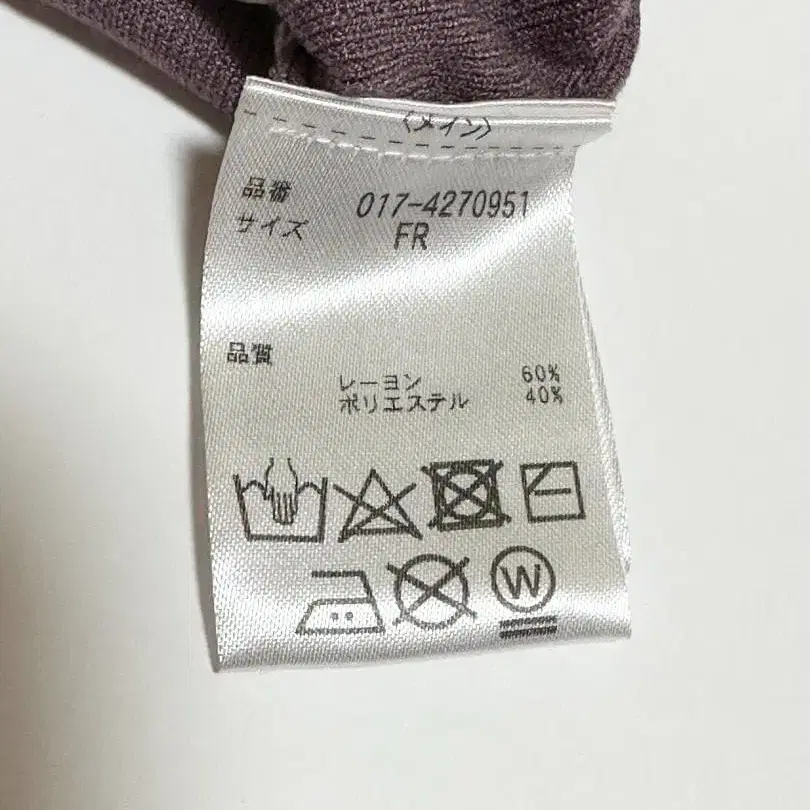 〈メイン〉
品番 017-4270951
サイズ FR
品質
レーヨン 60%
ポリエステル 40%
W